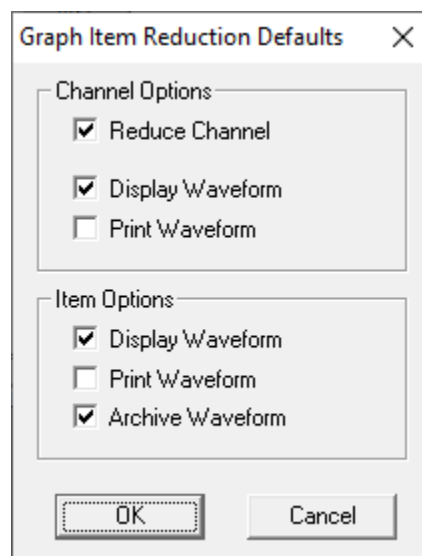 Graph Item Reduction Defaults
Channel Options
Reduce Channel
Display Waveform
Print Waveform
Item Options
Display Waveform
Print Waveform
Archive Waveform
OK Cancel